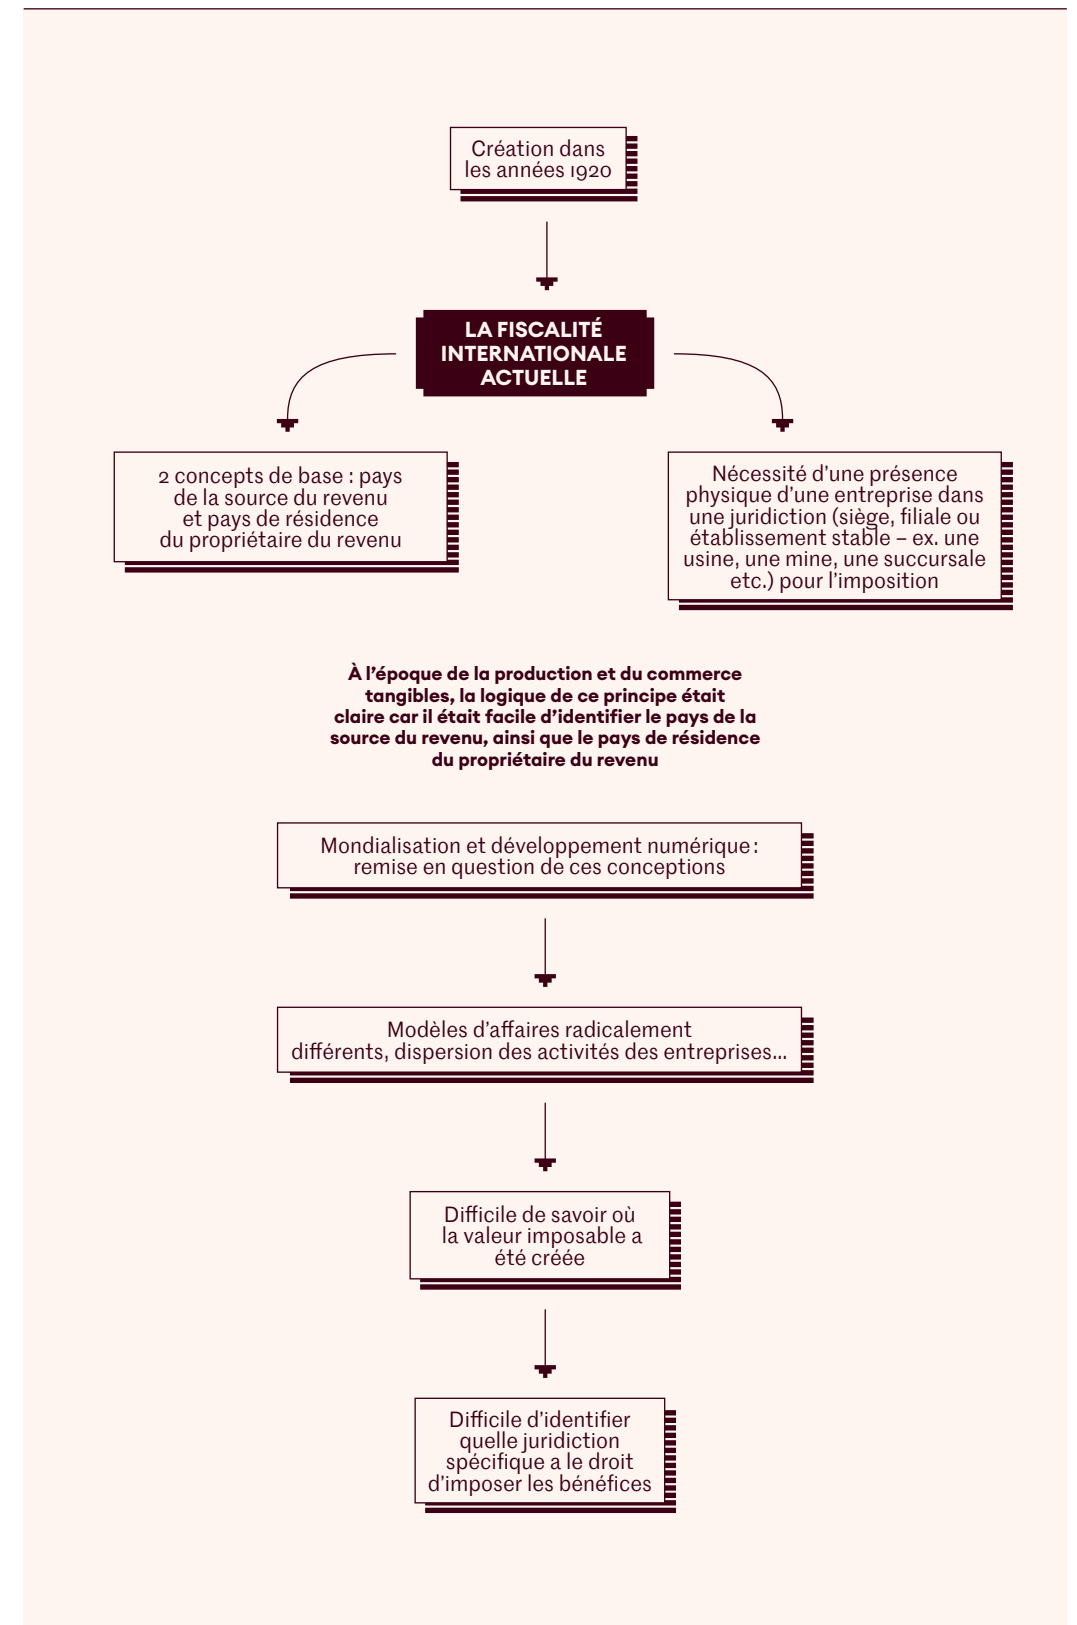 Création dans
les années 1920
LA FISCALITÉ
INTERNATIONALE
ACTUELLE
2 concepts de base : pays
de la source du revenu
et pays de résidence
du propriétaire du revenu
Nécessité d’une présence
physique d’une entreprise dans
une juridiction (siège, filiale ou
établissement stable – ex. une
usine, une mine, une succursale
etc.) pour l’imposition
À l’époque de la production et du commerce
tangibles, la logique de ce principe était
claire car il était facile d’identifier le pays de la
source du revenu, ainsi que le pays de résidence
du propriétaire du revenu
Mondialisation et développement numérique :
remise en question de ces conceptions
Modèles d’affaires radicalement
différents, dispersion des activités des entreprises...
Difficile de savoir où
la valeur imposable a
été créée
Difficile d’identifier
quelle juridiction
spécifique a le droit
d’imposer les bénéfices